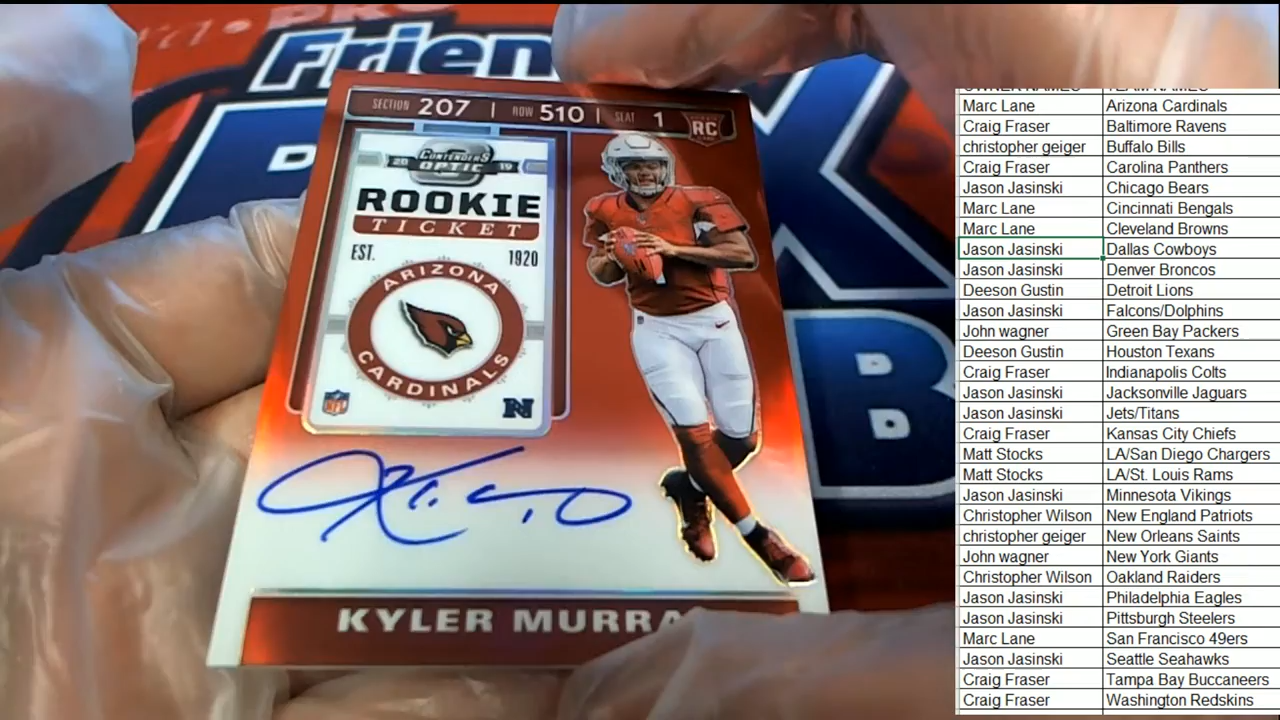 Frien
SECTION 207 | ROW 510 | SEAT 1 RC
20 CONTENDERS OPTIC 19
ROOKIE
TICKET
EST. 1920
ARIZONA
CARDINALS
NFL N
KYLER MURRA
B
Marc Lane Arizona Cardinals
Craig Fraser Baltimore Ravens
christopher geiger Buffalo Bills
Craig Fraser Carolina Panthers
Jason Jasinski Chicago Bears
Marc Lane Cincinnati Bengals
Marc Lane Cleveland Browns
Jason Jasinski Dallas Cowboys
Jason Jasinski Denver Broncos
Deeson Gustin Detroit Lions
Jason Jasinski Falcons/Dolphins
John wagner Green Bay Packers
Deeson Gustin Houston Texans
Craig Fraser Indianapolis Colts
Jason Jasinski Jacksonville Jaguars
Jason Jasinski Jets/Titans
Craig Fraser Kansas City Chiefs
Matt Stocks LA/San Diego Chargers
Matt Stocks LA/St. Louis Rams
Jason Jasinski Minnesota Vikings
Christopher Wilson New England Patriots
christopher geiger New Orleans Saints
John wagner New York Giants
Christopher Wilson Oakland Raiders
Jason Jasinski Philadelphia Eagles
Jason Jasinski Pittsburgh Steelers
Marc Lane San Francisco 49ers
Jason Jasinski Seattle Seahawks
Craig Fraser Tampa Bay Buccaneers
Craig Fraser Washington Redskins